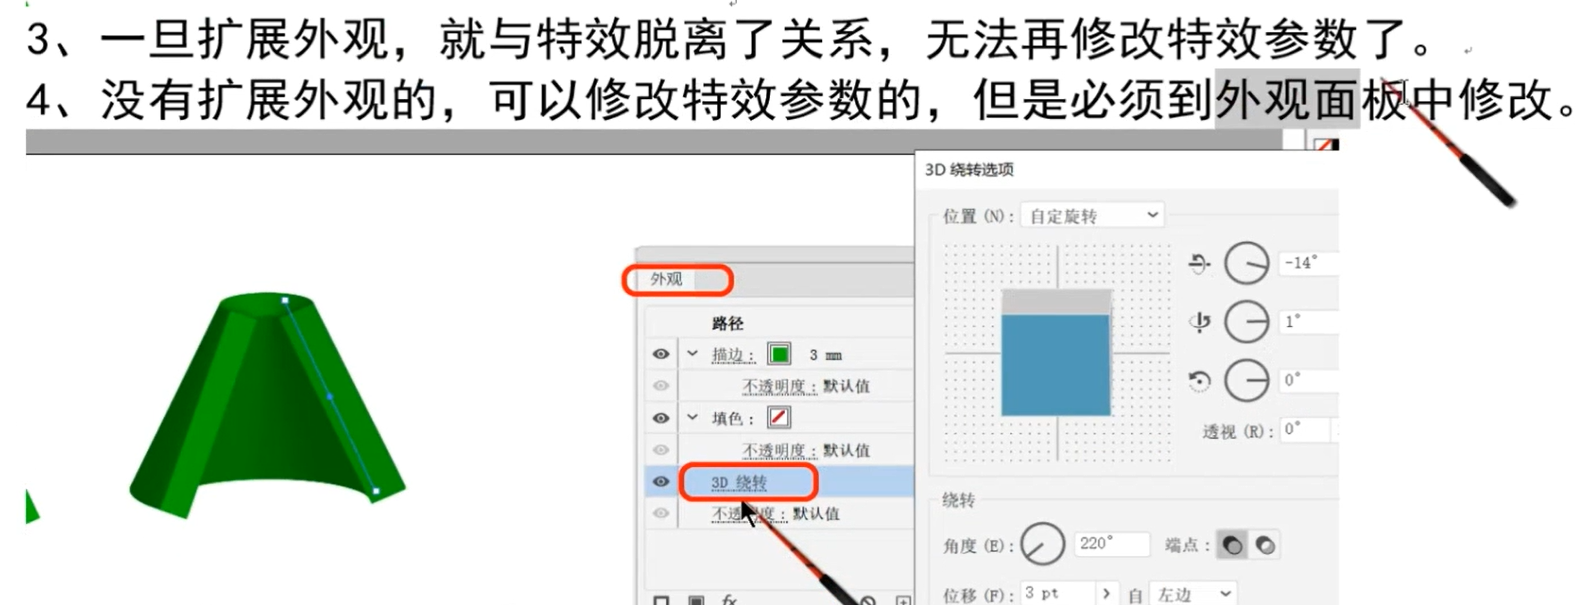 3、一旦扩展外观，就与特效脱离了关系，无法再修改特效参数了。
4、没有扩展外观的，可以修改特效参数的，但是必须到外观面板中修改。
3D 绕转选项
位置 (N)： 自定旋转
-14°
1°
0°
透视 (R)： 0°
外观
路径
描边： 3 mm
不透明度：默认值
填色：
不透明度：默认值
3D 绕转
不透明度：默认值
fx
绕转
角度 (E)： 220° 端点：
位移 (F)： 3 pt 自 左边